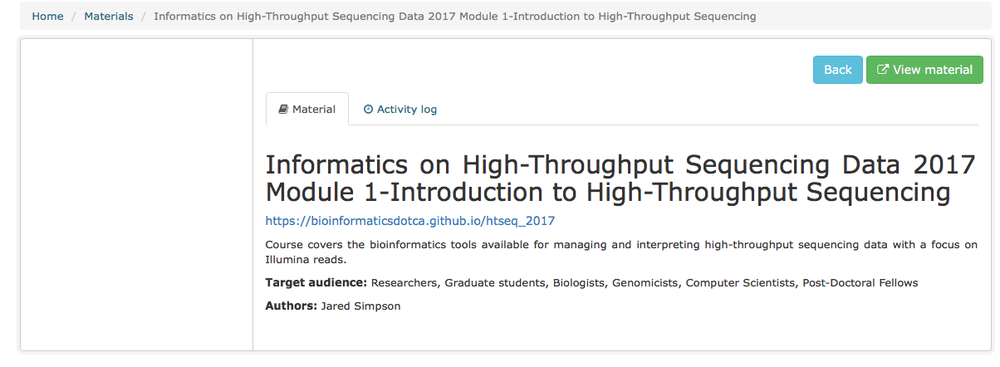 Home / Materials / Informatics on High-Throughput Sequencing Data 2017 Module 1-Introduction to High-Throughput Sequencing
Back View material
Material Activity log
Informatics on High-Throughput Sequencing Data 2017
Module 1-Introduction to High-Throughput Sequencing
https://bioinformaticsdotca.github.io/htseq_2017
Course covers the bioinformatics tools available for managing and interpreting high-throughput sequencing data with a focus on
Illumina reads.
Target audience: Researchers, Graduate students, Biologists, Genomicists, Computer Scientists, Post-Doctoral Fellows
Authors: Jared Simpson